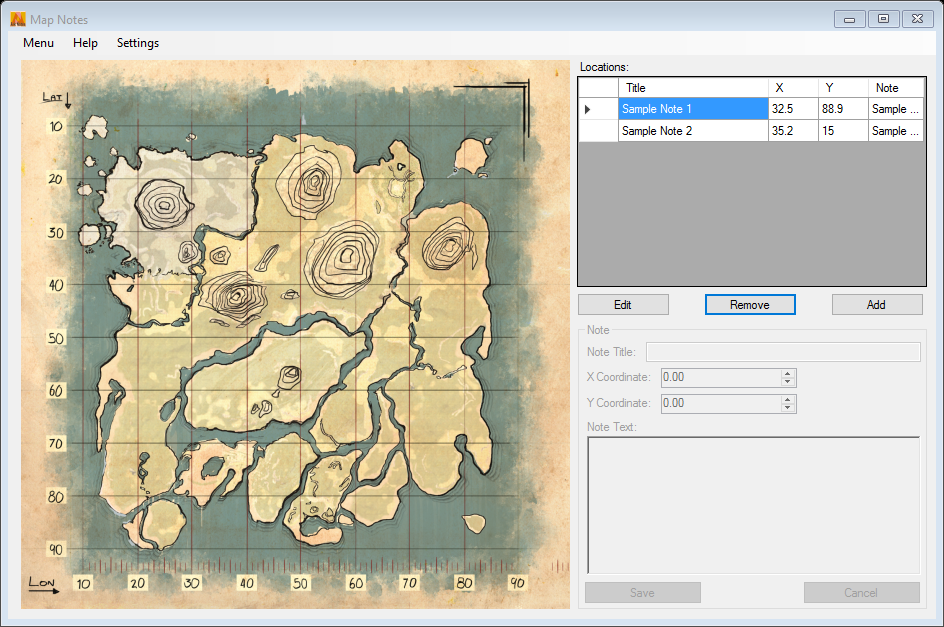 Map Notes
Menu Help Settings
Locations:
Title X Y Note
Sample Note 1 32.5 88.9 Sample ...
Sample Note 2 35.2 15 Sample ...
Edit Remove Add
Note
Note Title:
X Coordinate: 0.00
Y Coordinate: 0.00
Note Text:
Save Cancel
LAT
10
20
30
40
50
60
70
80
90
LON 10 20 30 40 50 60 70 80 90